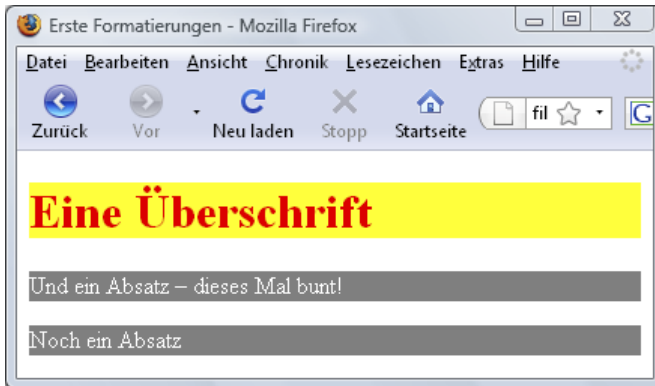 Erste Formatierungen - Mozilla Firefox
Datei Bearbeiten Ansicht Chronik Lesezeichen Extras Hilfe
Zurück Vor Neu laden Stopp Startseite fil G
Eine Überschrift
Und ein Absatz – dieses Mal bunt!
Noch ein Absatz